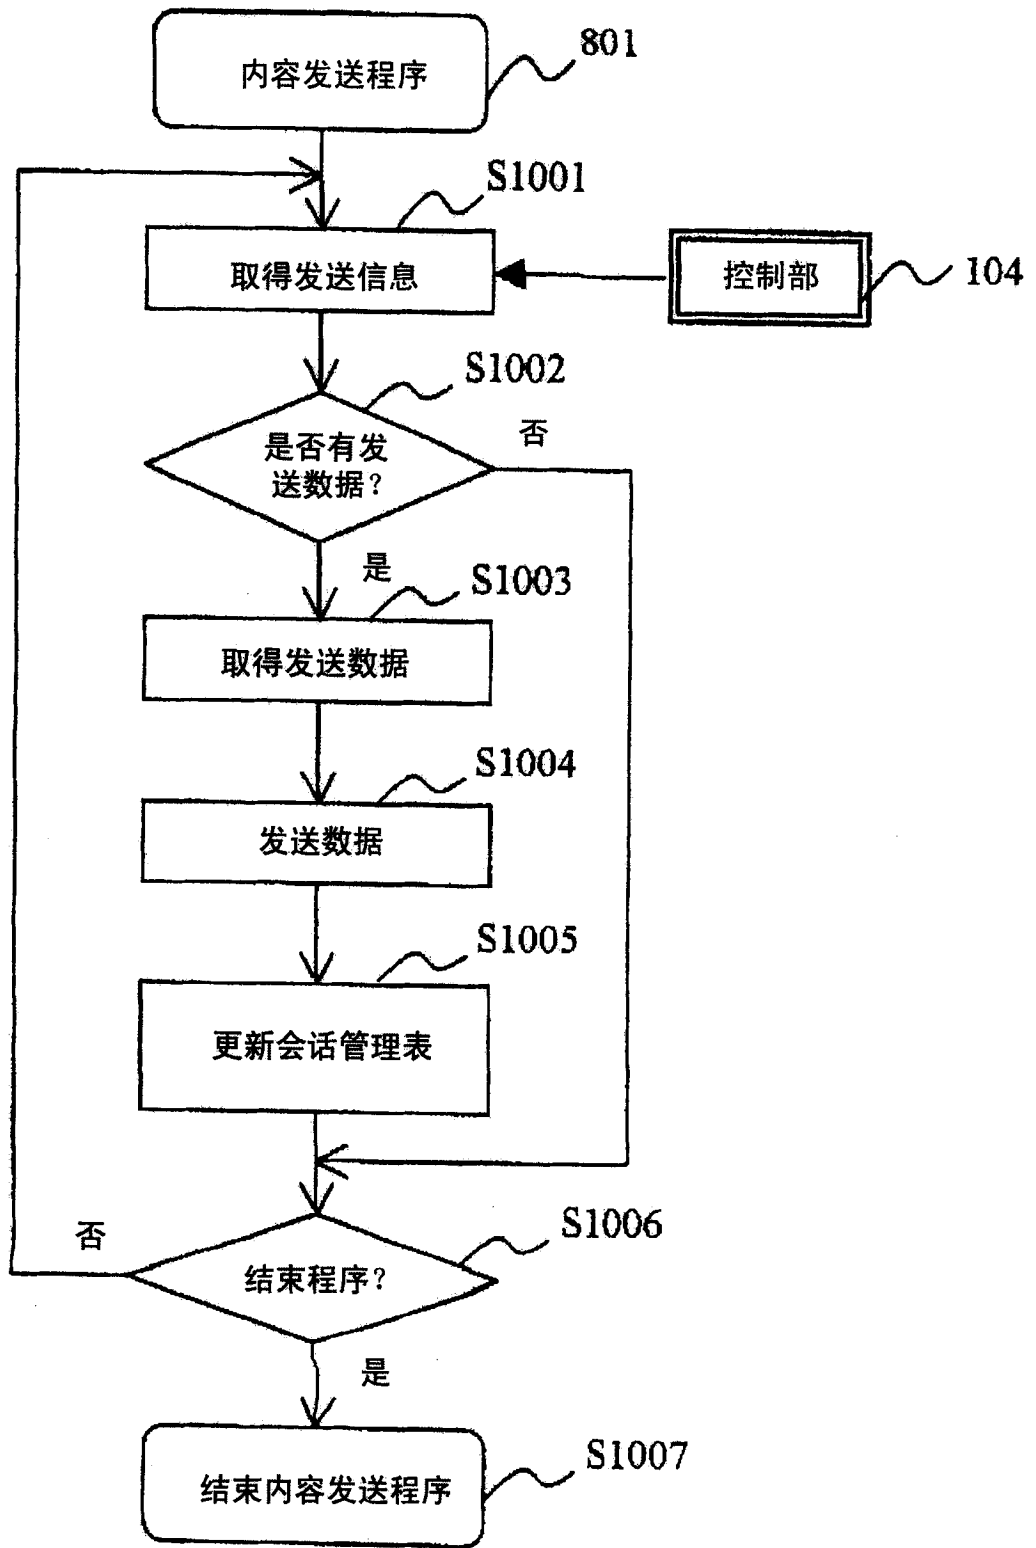 内容发送程序
801
S1001
取得发送信息
控制部
104
S1002
是否有发
送数据?
否
是
S1003
取得发送数据
S1004
发送数据
S1005
更新会话管理表
否
S1006
结束程序?
是
S1007
结束内容发送程序